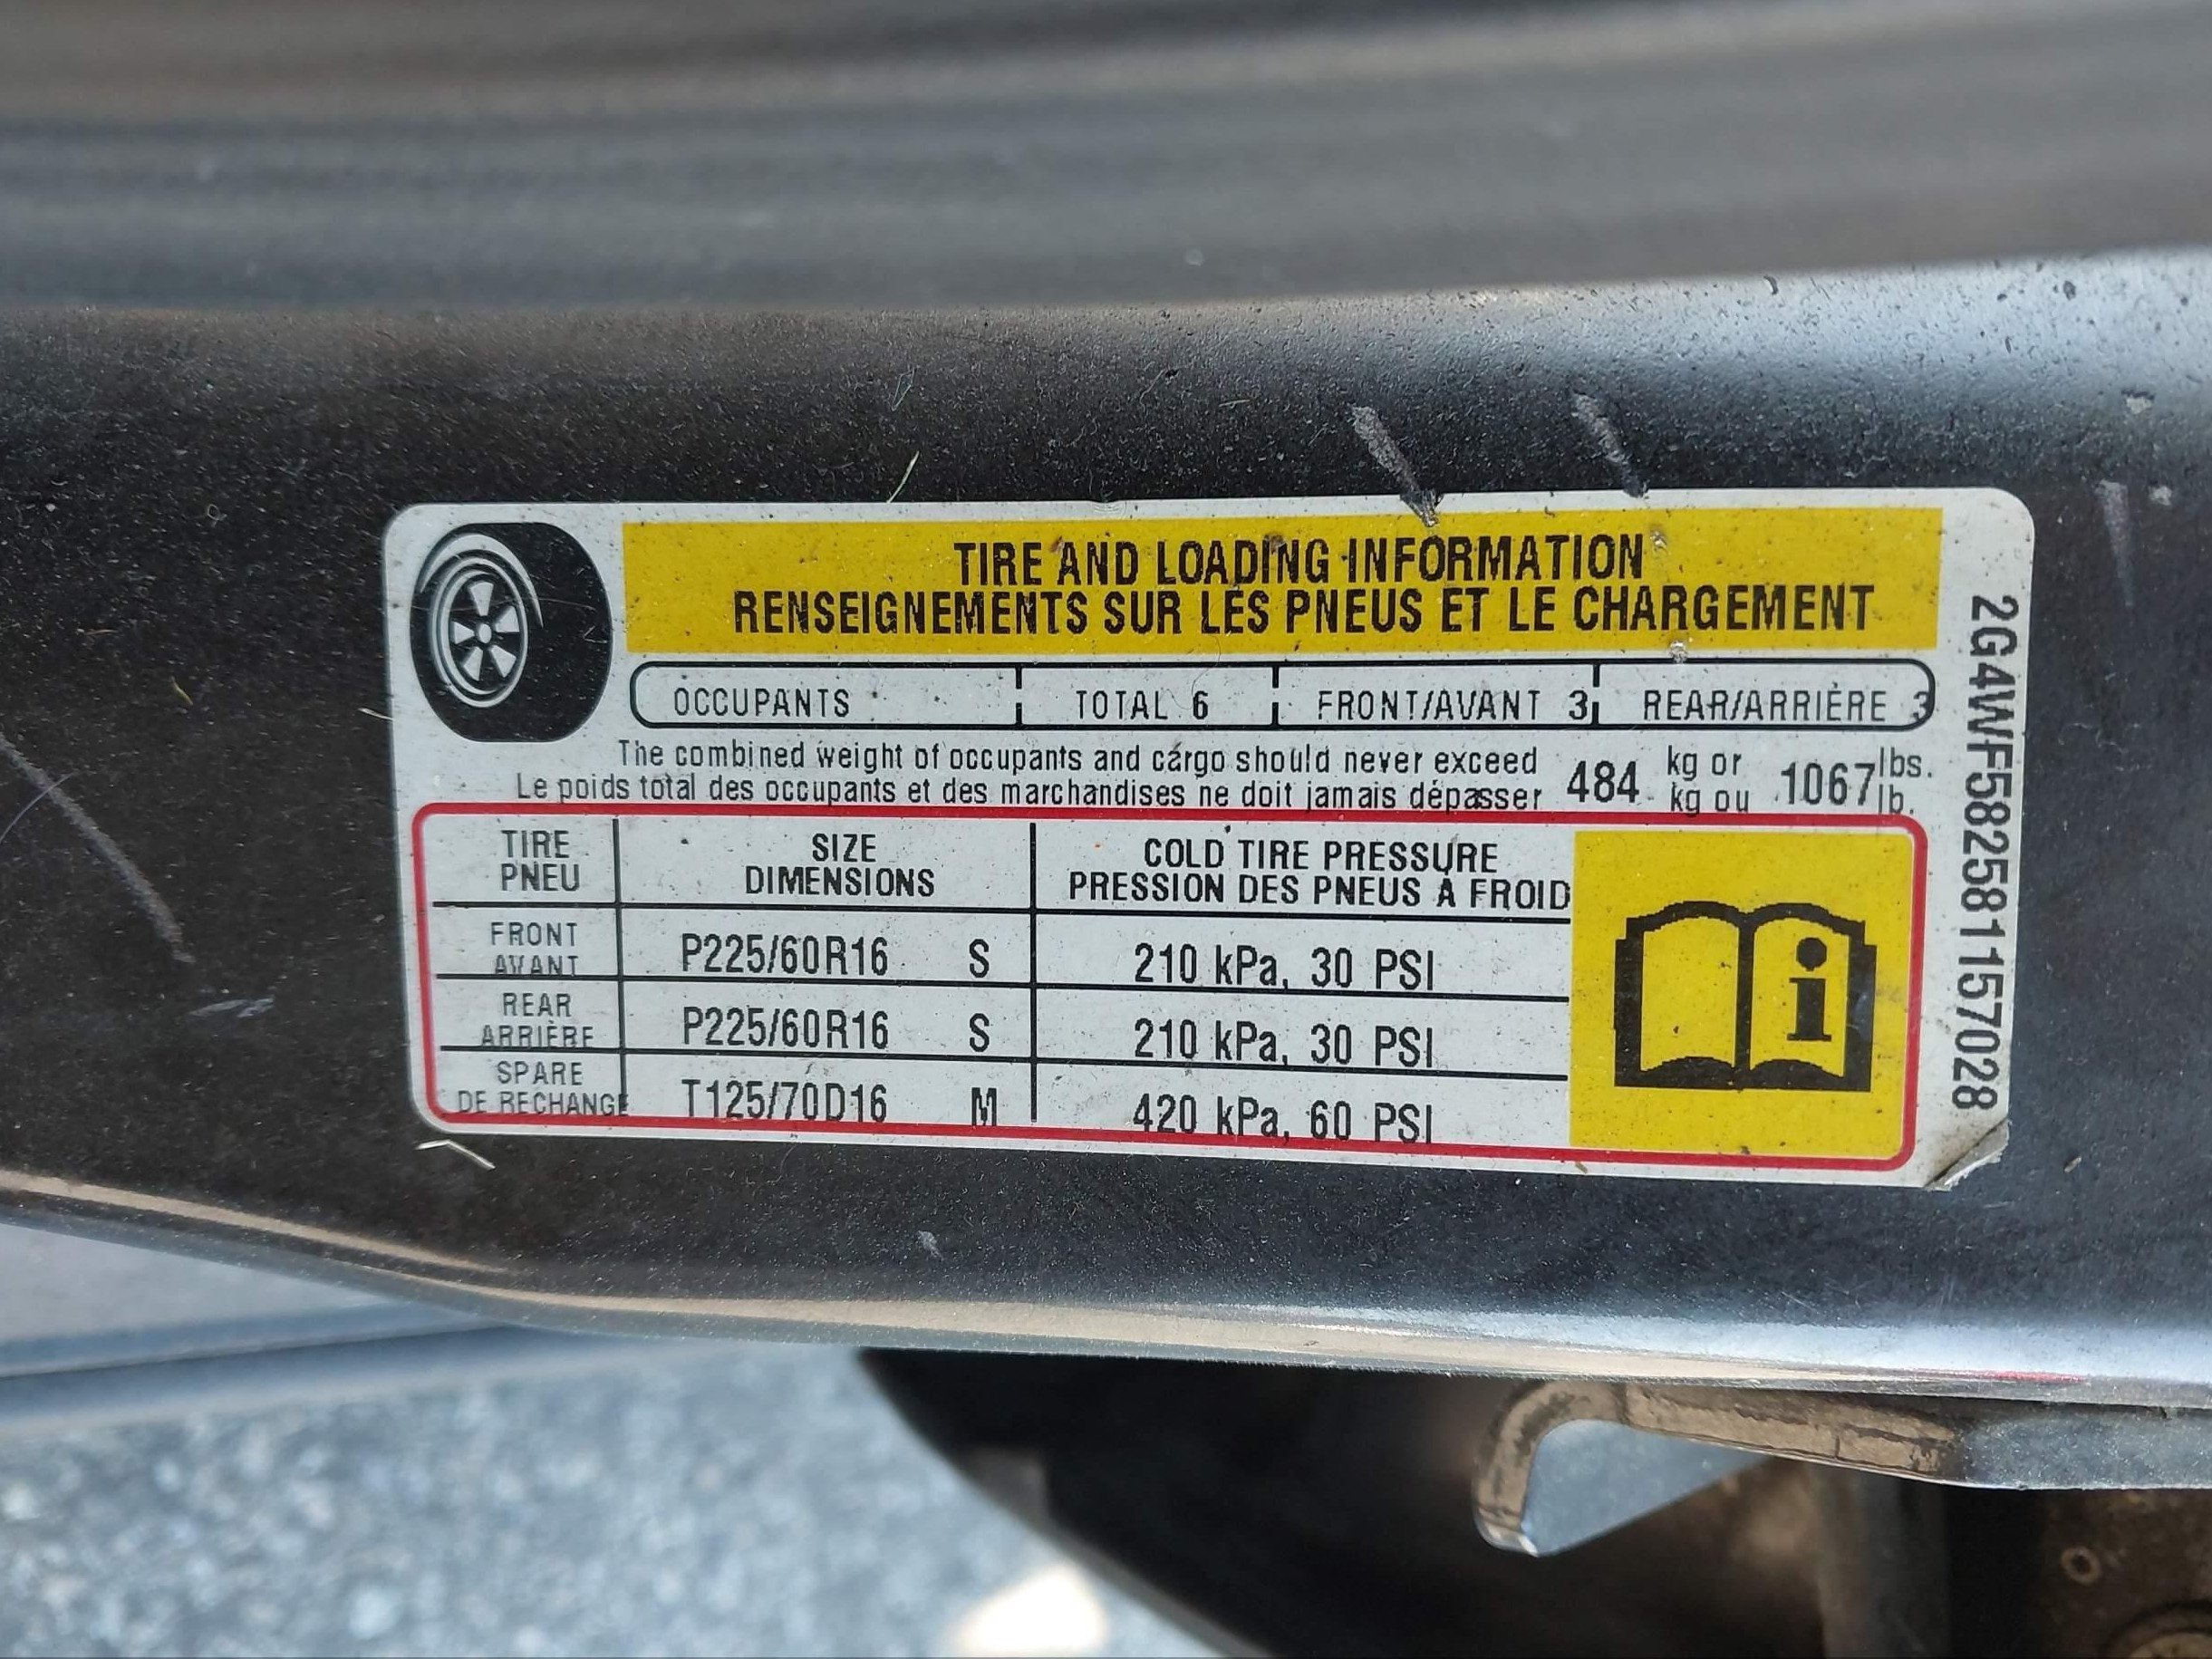 TIRE AND LOADING INFORMATION
RENSEIGNEMENTS SUR LES PNEUS ET LE CHARGEMENT
OCCUPANTS TOTAL 6 FRONT/AVANT 3 REAR/ARRIÈRE 3
The combined weight of occupants and cargo should never exceed 484 kg or 1067 lbs.
Le poids total des occupants et des marchandises ne doit jamais dépasser kg ou lb.
TIRE SIZE COLD TIRE PRESSURE
PNEU DIMENSIONS PRESSION DES PNEUS À FROID
FRONT
AVANT P225/60R16 S 210 kPa, 30 PSI
REAR
ARRIÈRE P225/60R16 S 210 kPa, 30 PSI
SPARE
DE RECHANGE T125/70D16 M 420 kPa, 60 PSI
i
2G4WF582581157028